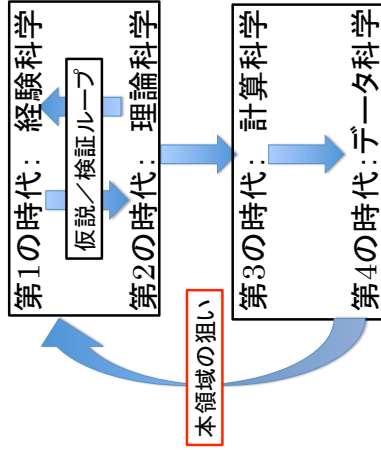 第1の時代: 経験科学
仮説／検証ループ
第2の時代: 理論科学
第3の時代: 計算科学
第4の時代:データ科学
本領域の狙い